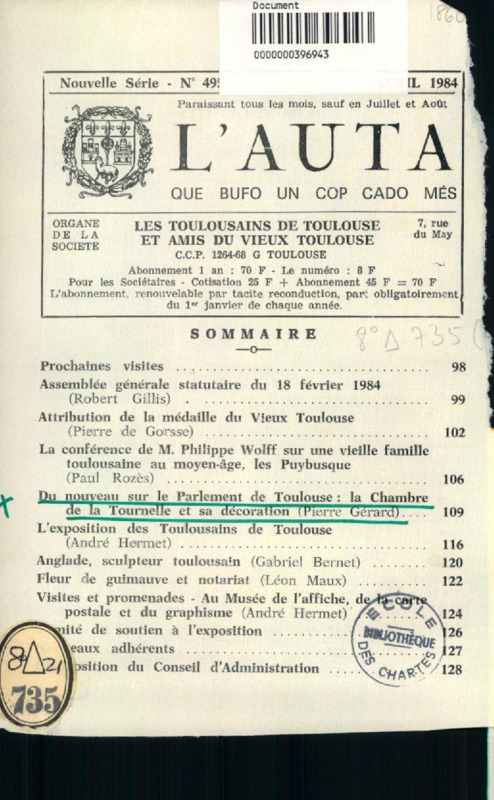 Document
0000000396943
1860
Nouvelle Série - N° 495 IL 1984
Paraissant tous les mois, sauf en Juillet et Août
L'AUTA
QUE BUFO UN COP CADO MÉS
ORGANE
DE LA
SOCIETE
LES TOULOUSAINS DE TOULOUSE
ET AMIS DU VIEUX TOULOUSE
C.C.P. 1264-68 G TOULOUSE
7, rue
du May
Abonnement 1 an : 70 F - Le numéro : 8 F
Pour les Sociétaires - Cotisation 25 F + Abonnement 45 F = 70 F
L'abonnement, renouvelable par tacite reconduction, part obligatoirement
du 1er janvier de chaque année.
SOMMAIRE
8° Δ 735
Prochaines visites 98
Assemblée générale statutaire du 18 février 1984
(Robert Gillis) 99
Attribution de la médaille du Vieux Toulouse
(Pierre de Gorsse) 102
La conférence de M. Philippe Wolff sur une vieille famille
toulousaine au moyen-âge, les Puybusque
(Paul Rozès) 106
Du nouveau sur le Parlement de Toulouse : la Chambre
de la Tournelle et sa décoration (Pierre Gérard) 109
L'exposition des Toulousains de Toulouse
(André Hermet) 116
Anglade, sculpteur toulousain (Gabriel Bernet) 120
Fleur de guimauve et notariat (Léon Maux) 122
Visites et promenades - Au Musée de l'affiche, de la carte
postale et du graphisme (André Hermet) 124
mité de soutien à l'exposition 126
eaux adhérents 127
osition du Conseil d'Administration 128
ECOLE
BIBLIOTHÈQUE
DES CHARTES
8° Δ 21
735